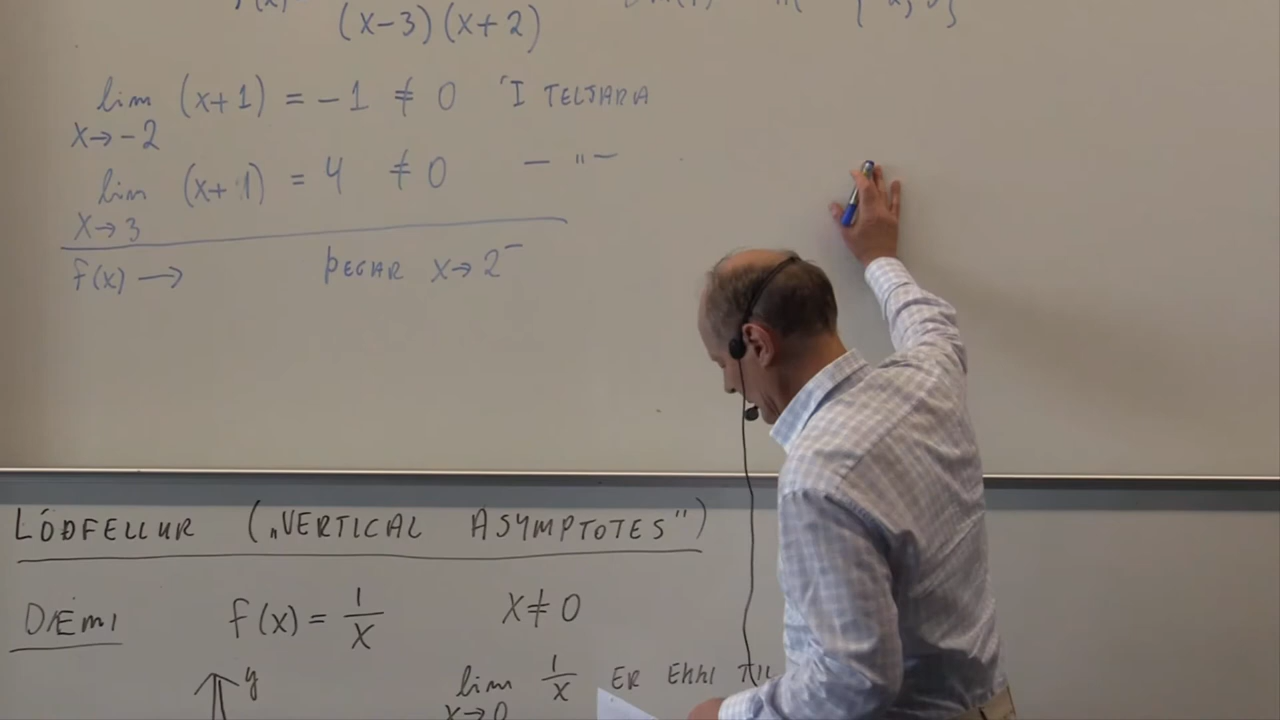 (x-3)(x+2)
lim (x+1) = -1 ≠ 0 Í TELJARA
x→-2
lim (x+1) = 4 ≠ 0 — " —
x→3
f(x) → ÞEGAR x→2⁻
LÓÐFELLUR („VERTICAL ASYMPTOTES")
DÆMI f(x) = 1/x x≠0
y lim 1/x ER EKKI TIL
x→0